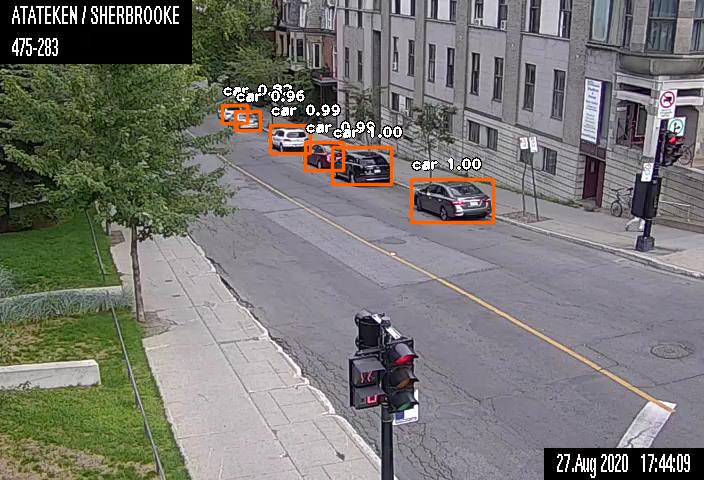 ATATEKEN / SHERBROOKE
475-283
car 0.96
car 0.99
car 1.00
car 1.00
27.Aug 2020 17:44:09